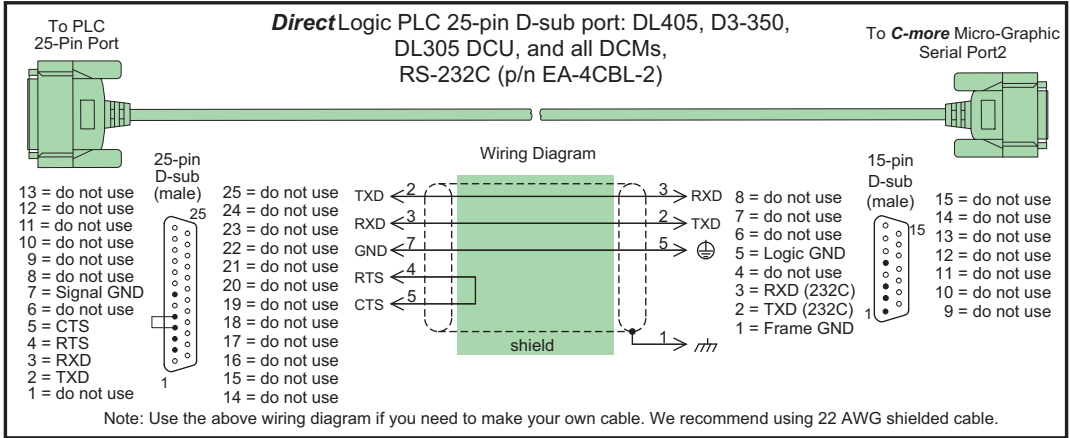 To PLC
25-Pin Port
DirectLogic PLC 25-pin D-sub port: DL405, D3-350,
DL305 DCU, and all DCMs,
RS-232C (p/n EA-4CBL-2)
To C-more Micro-Graphic
Serial Port2
25-pin
D-sub
(male)
13 = do not use
12 = do not use
11 = do not use
10 = do not use
9 = do not use
8 = do not use
7 = Signal GND
6 = do not use
5 = CTS
4 = RTS
3 = RXD
2 = TXD
1 = do not use
25
1
25 = do not use
24 = do not use
23 = do not use
22 = do not use
21 = do not use
20 = do not use
19 = do not use
18 = do not use
17 = do not use
16 = do not use
15 = do not use
14 = do not use
Wiring Diagram
TXD 2 3 RXD
RXD 3 2 TXD
GND 7 5
RTS 4
CTS 5
shield
1
8 = do not use
7 = do not use
6 = do not use
5 = Logic GND
4 = do not use
3 = RXD (232C)
2 = TXD (232C)
1 = Frame GND
15-pin
D-sub
(male)
15
1
15 = do not use
14 = do not use
13 = do not use
12 = do not use
11 = do not use
10 = do not use
9 = do not use
Note: Use the above wiring diagram if you need to make your own cable. We recommend using 22 AWG shielded cable.